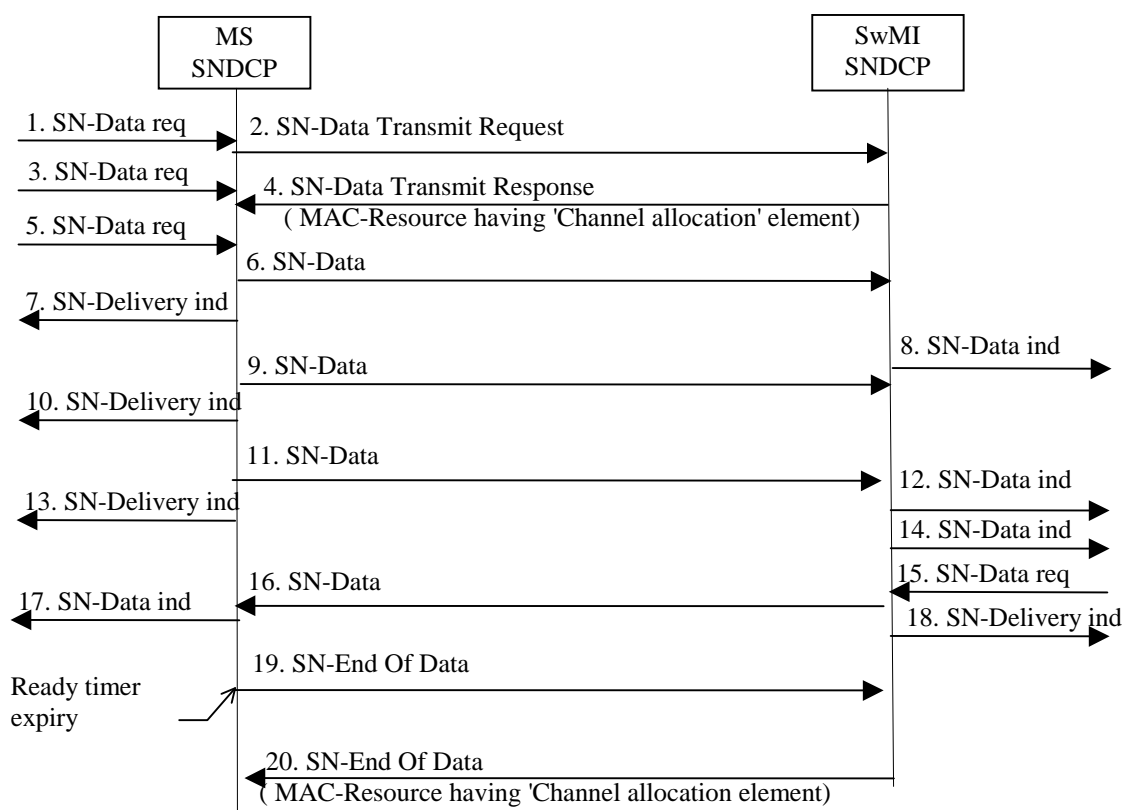 MS
SNDCP
SwMI
SNDCP
1. SN-Data req
2. SN-Data Transmit Request
3. SN-Data req
4. SN-Data Transmit Response
( MAC-Resource having 'Channel allocation' element)
5. SN-Data req
6. SN-Data
7. SN-Delivery ind
8. SN-Data ind
9. SN-Data
10. SN-Delivery ind
11. SN-Data
12. SN-Data ind
13. SN-Delivery ind
14. SN-Data ind
15. SN-Data req
16. SN-Data
17. SN-Data ind
18. SN-Delivery ind
19. SN-End Of Data
Ready timer
expiry
20. SN-End Of Data
( MAC-Resource having 'Channel allocation element)